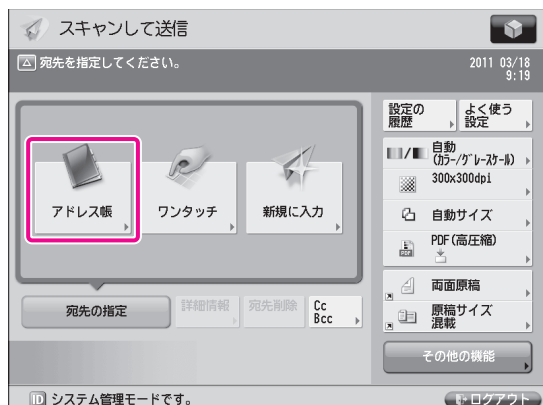 スキャンして送信
宛先を指定してください。
2011 03/18
9:19
アドレス帳
ワンタッチ
新規に入力
宛先の指定
詳細情報
宛先削除
Cc
Bcc
設定の
履歴
よく使う
設定
自動
(カラー/グレースケール)
300x300dpi
自動サイズ
PDF
PDF(高圧縮)
両面原稿
原稿サイズ
混載
その他の機能
ID システム管理モードです。
ログアウト